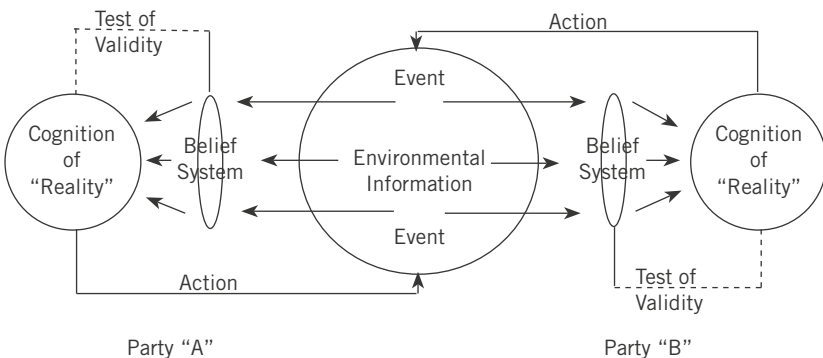 Test of
Validity
Action
Event
Cognition
of
“Reality”
Belief
System
Environmental
Information
Belief
System
Cognition
of
“Reality”
Event
Action
Test of
Validity
Party “A”
Party “B”